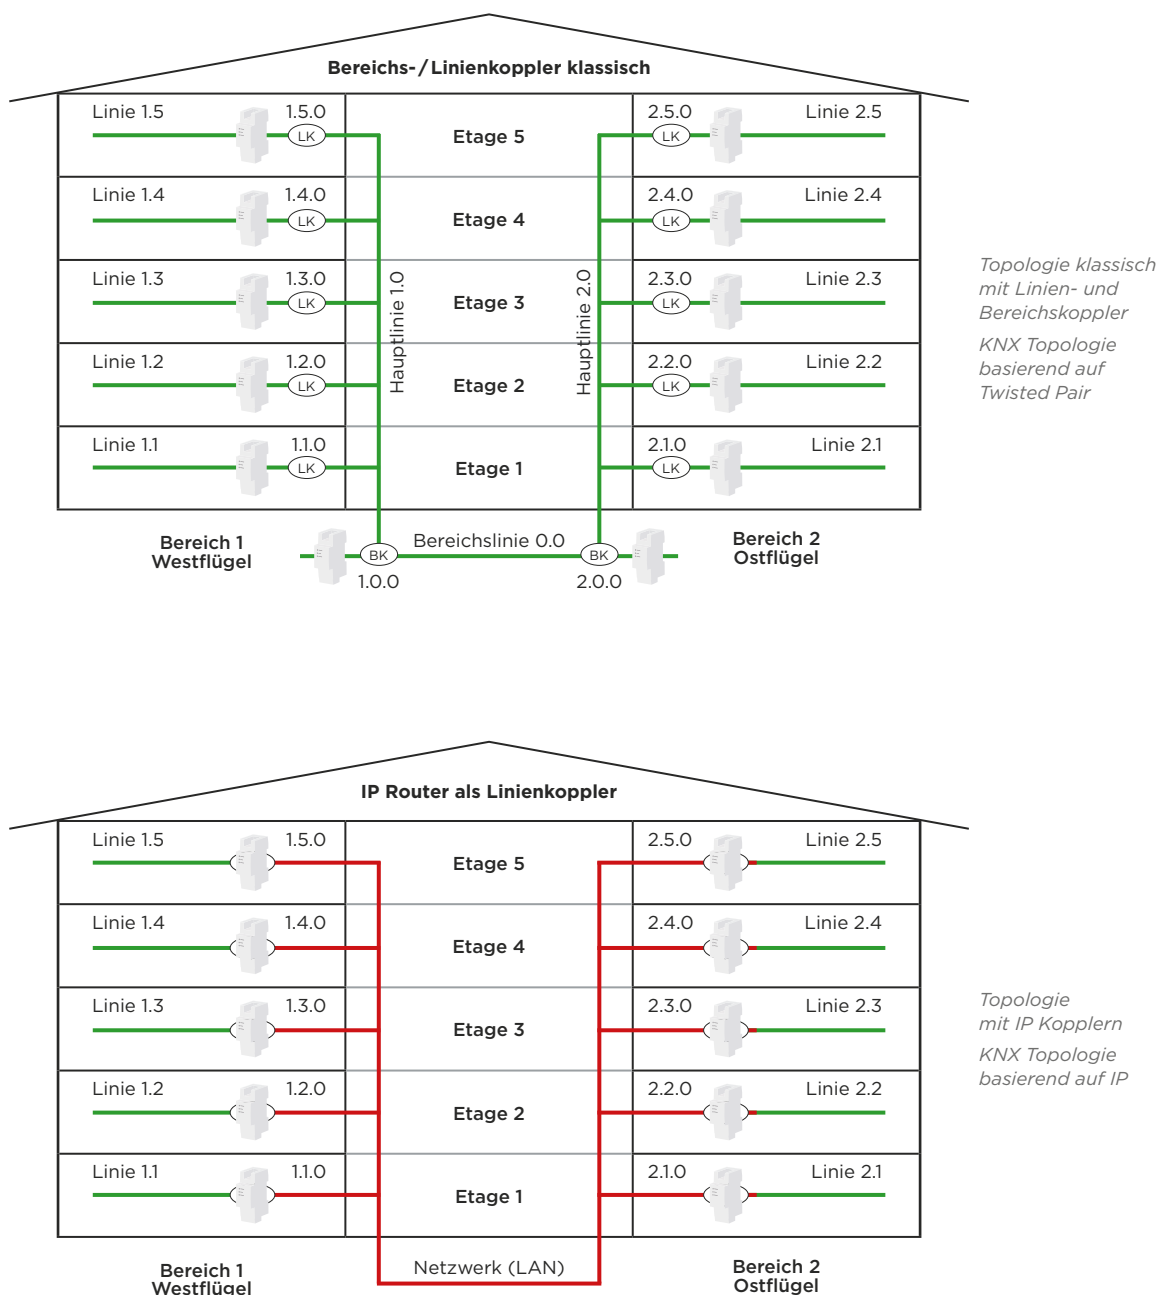 Bereichs-/Linienkoppler klassisch
Linie 1.5
1.5.0
LK
Etage 5
2.5.0
LK
Linie 2.5
Linie 1.4
1.4.0
LK
Etage 4
2.4.0
LK
Linie 2.4
Linie 1.3
1.3.0
LK
Hauptlinie 1.0
Etage 3
Hauptlinie 2.0
2.3.0
LK
Linie 2.3
Linie 1.2
1.2.0
LK
Etage 2
2.2.0
LK
Linie 2.2
Linie 1.1
1.1.0
LK
Etage 1
2.1.0
LK
Linie 2.1
Bereich 1
Westflügel
BK
1.0.0
Bereichslinie 0.0
BK
2.0.0
Bereich 2
Ostflügel
Topologie klassisch
mit Linien- und
Bereichskoppler
KNX Topologie
basierend auf
Twisted Pair
IP Router als Linienkoppler
Linie 1.5
1.5.0
Etage 5
2.5.0
Linie 2.5
Linie 1.4
1.4.0
Etage 4
2.4.0
Linie 2.4
Linie 1.3
1.3.0
Etage 3
2.3.0
Linie 2.3
Linie 1.2
1.2.0
Etage 2
2.2.0
Linie 2.2
Linie 1.1
1.1.0
Etage 1
2.1.0
Linie 2.1
Bereich 1
Westflügel
Netzwerk (LAN)
Bereich 2
Ostflügel
Topologie
mit IP Kopplern
KNX Topologie
basierend auf IP